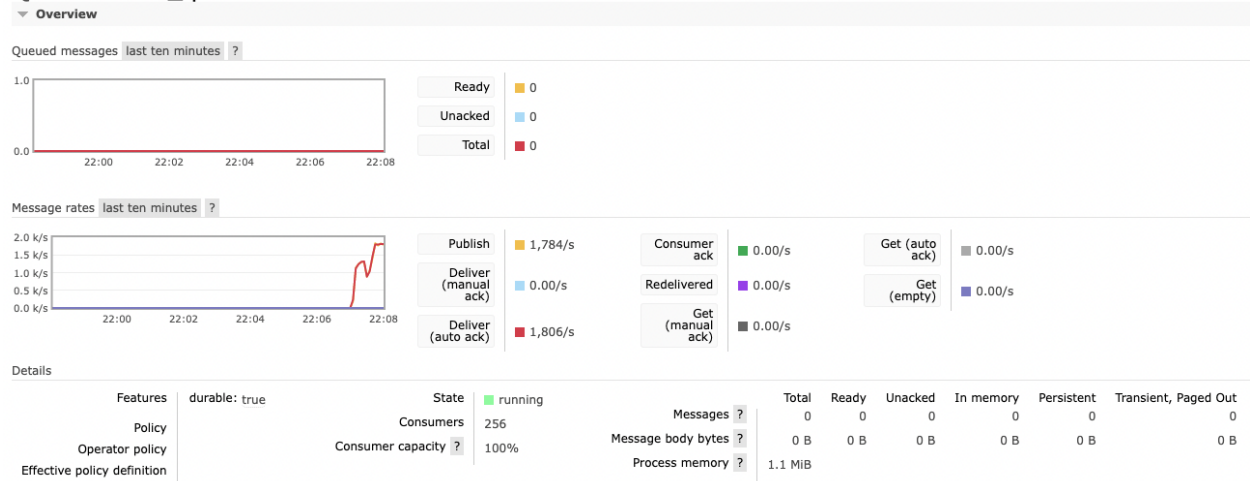 Overview
Queued messages last ten minutes ?
1.0
0.0
22:00 22:02 22:04 22:06 22:08
Ready 0
Unacked 0
Total 0
Message rates last ten minutes ?
2.0 k/s
1.5 k/s
1.0 k/s
0.5 k/s
0.0 k/s
22:00 22:02 22:04 22:06 22:08
Publish 1,784/s
Deliver
(manual
ack) 0.00/s
Deliver
(auto ack) 1,806/s
Consumer
ack 0.00/s
Redelivered 0.00/s
Get
(manual
ack) 0.00/s
Get (auto
ack) 0.00/s
Get
(empty) 0.00/s
Details
Features durable: true
Policy
Operator policy
Effective policy definition
State running
Consumers 256
Consumer capacity ? 100%
Total Ready Unacked In memory Persistent Transient, Paged Out
Messages ? 0 0 0 0 0 0
Message body bytes ? 0 B 0 B 0 B 0 B 0 B 0 B
Process memory ? 1.1 MiB